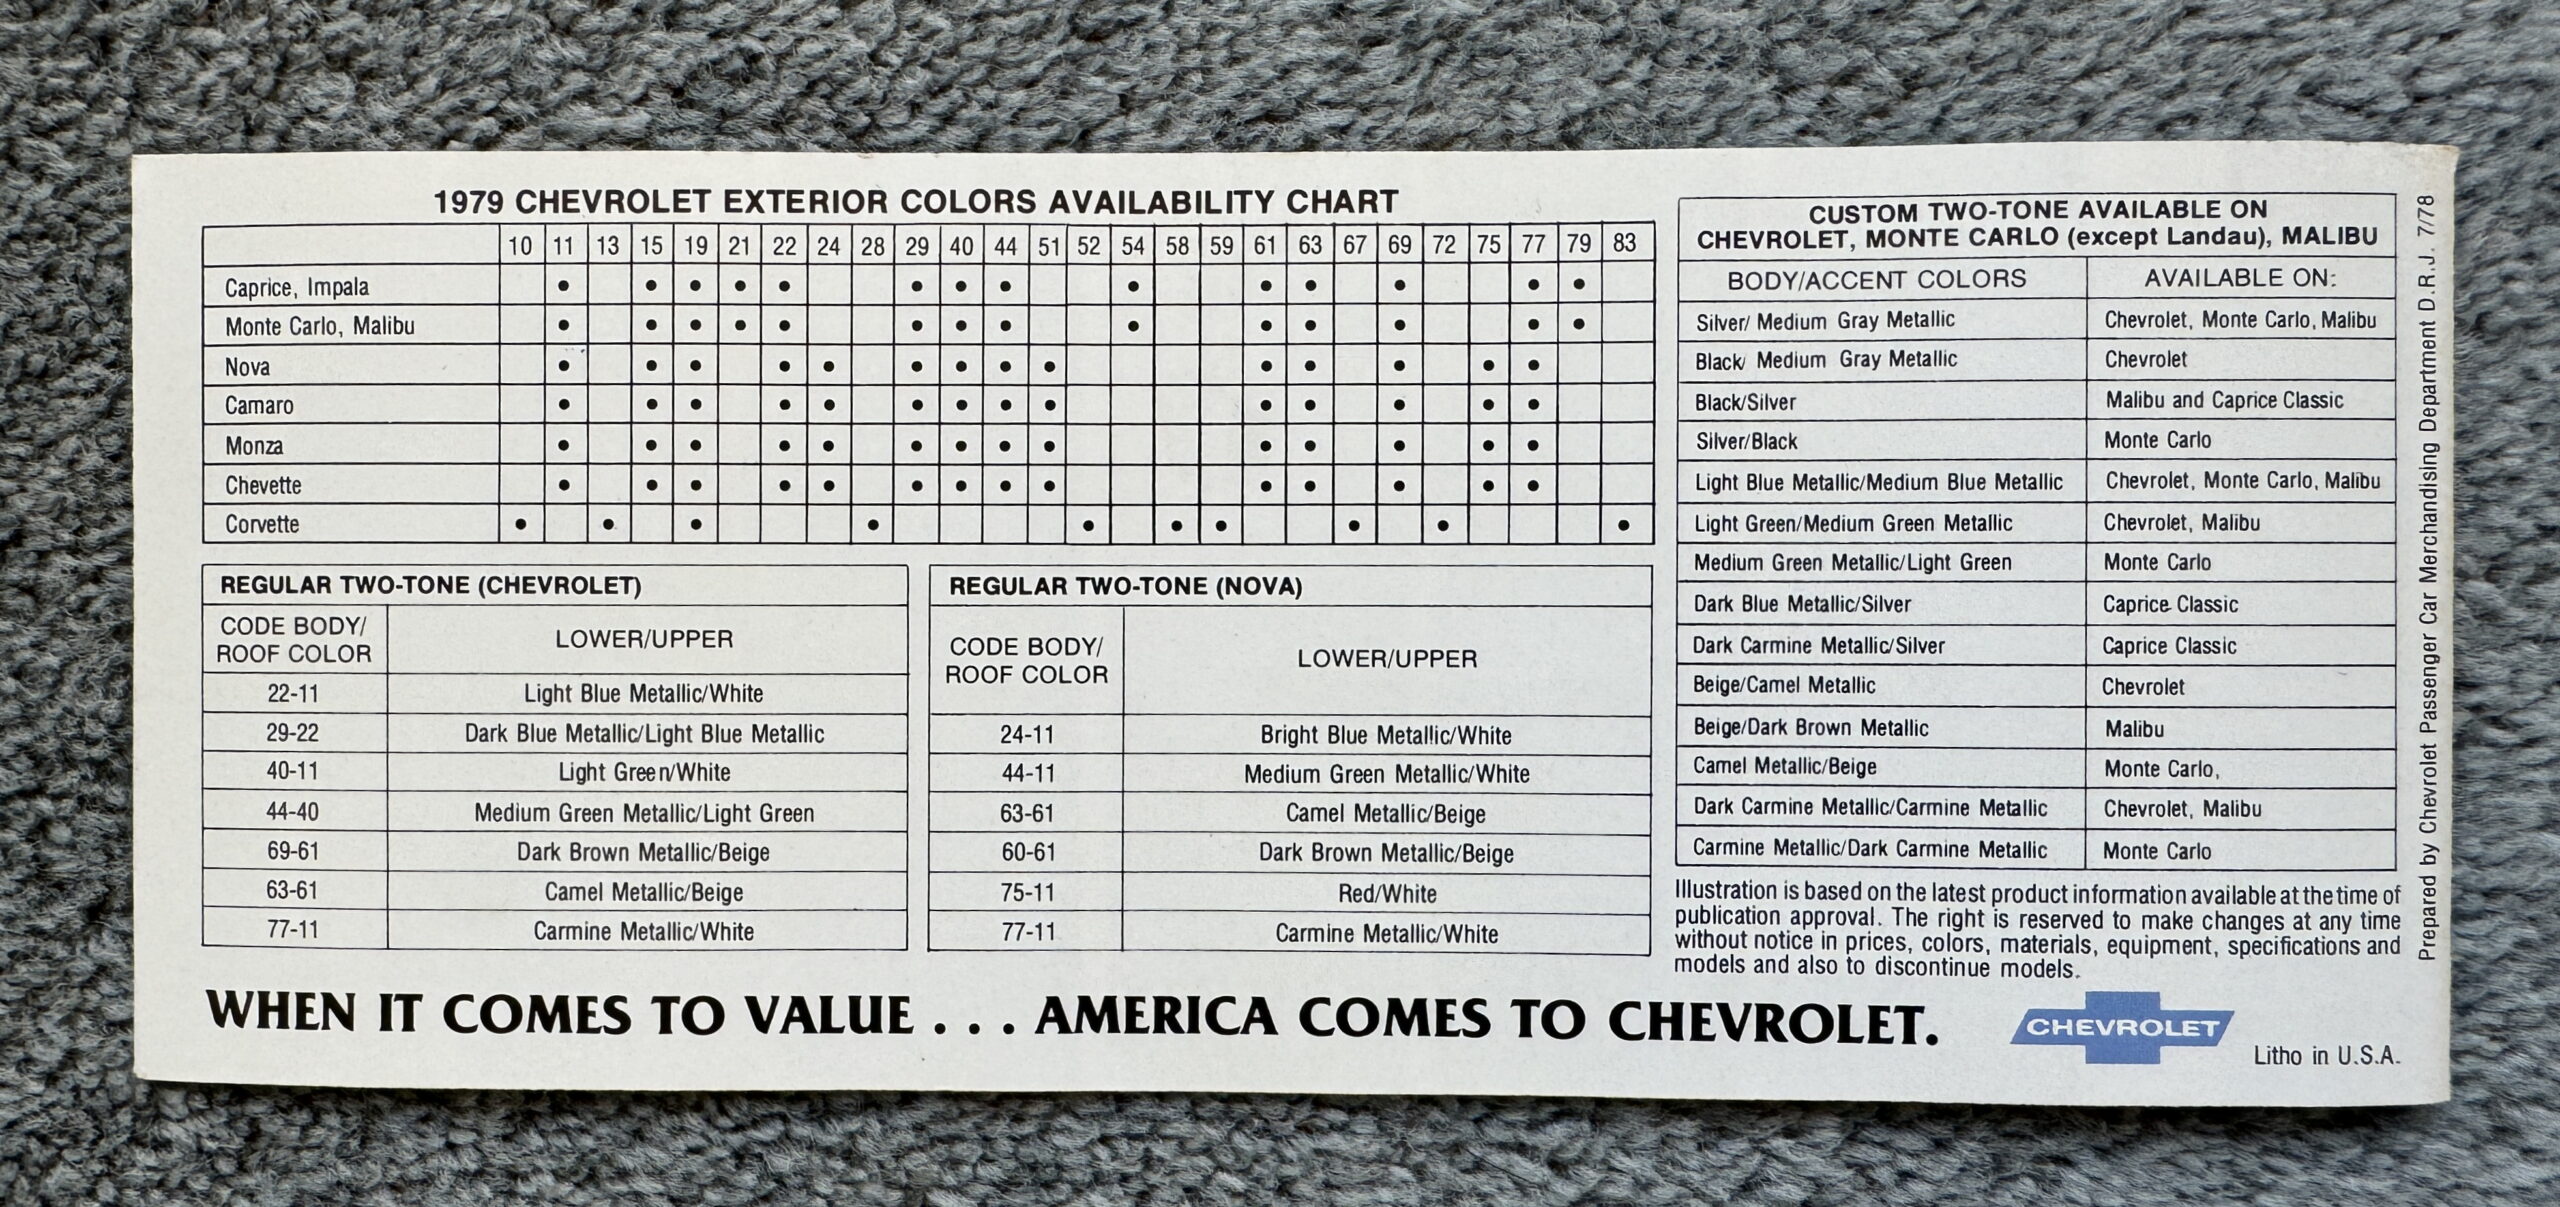 1979 CHEVROLET EXTERIOR COLORS AVAILABILITY CHART
10 11 13 15 19 21 22 24 28 29 40 44 51 52 54 58 59 61 63 67 69 72 75 77 79 83
Caprice, Impala • • • • • • • • • • • • • •
Monte Carlo, Malibu • • • • • • • • • • • • • •
Nova • • • • • • • • • • • • • •
Camaro • • • • • • • • • • • • • •
Monza • • • • • • • • • • • • • •
Chevette • • • • • • • • • • • • • •
Corvette • • • • • • • • • •
REGULAR TWO-TONE (CHEVROLET)
CODE BODY/
ROOF COLOR
LOWER/UPPER
22-11 Light Blue Metallic/White
29-22 Dark Blue Metallic/Light Blue Metallic
40-11 Light Green/White
44-40 Medium Green Metallic/Light Green
69-61 Dark Brown Metallic/Beige
63-61 Camel Metallic/Beige
77-11 Carmine Metallic/White
REGULAR TWO-TONE (NOVA)
CODE BODY/
ROOF COLOR
LOWER/UPPER
24-11 Bright Blue Metallic/White
44-11 Medium Green Metallic/White
63-61 Camel Metallic/Beige
60-61 Dark Brown Metallic/Beige
75-11 Red/White
77-11 Carmine Metallic/White
CUSTOM TWO-TONE AVAILABLE ON
CHEVROLET, MONTE CARLO (except Landau), MALIBU
BODY/ACCENT COLORS AVAILABLE ON:
Silver/ Medium Gray Metallic Chevrolet, Monte Carlo, Malibu
Black/ Medium Gray Metallic Chevrolet
Black/Silver Malibu and Caprice Classic
Silver/Black Monte Carlo
Light Blue Metallic/Medium Blue Metallic Chevrolet, Monte Carlo, Malibu
Light Green/Medium Green Metallic Chevrolet, Malibu
Medium Green Metallic/Light Green Monte Carlo
Dark Blue Metallic/Silver Caprice Classic
Dark Carmine Metallic/Silver Caprice Classic
Beige/Camel Metallic Chevrolet
Beige/Dark Brown Metallic Malibu
Camel Metallic/Beige Monte Carlo,
Dark Carmine Metallic/Carmine Metallic Chevrolet, Malibu
Carmine Metallic/Dark Carmine Metallic Monte Carlo
Illustration is based on the latest product information available at the time of
publication approval. The right is reserved to make changes at any time
without notice in prices, colors, materials, equipment, specifications and
models and also to discontinue models.
Prepared by Chevrolet Passenger Car Merchandising Department D.R.J. 7/78
WHEN IT COMES TO VALUE . . . AMERICA COMES TO CHEVROLET.
CHEVROLET
Litho in U.S.A.